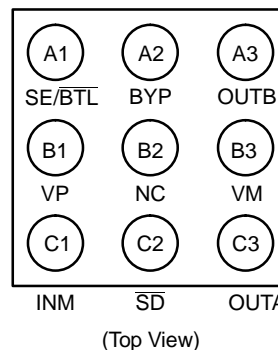 A1 A2 A3
SE/BTL BYP OUTB
B1 B2 B3
VP NC VM
C1 C2 C3
INM SD OUTA
(Top View)